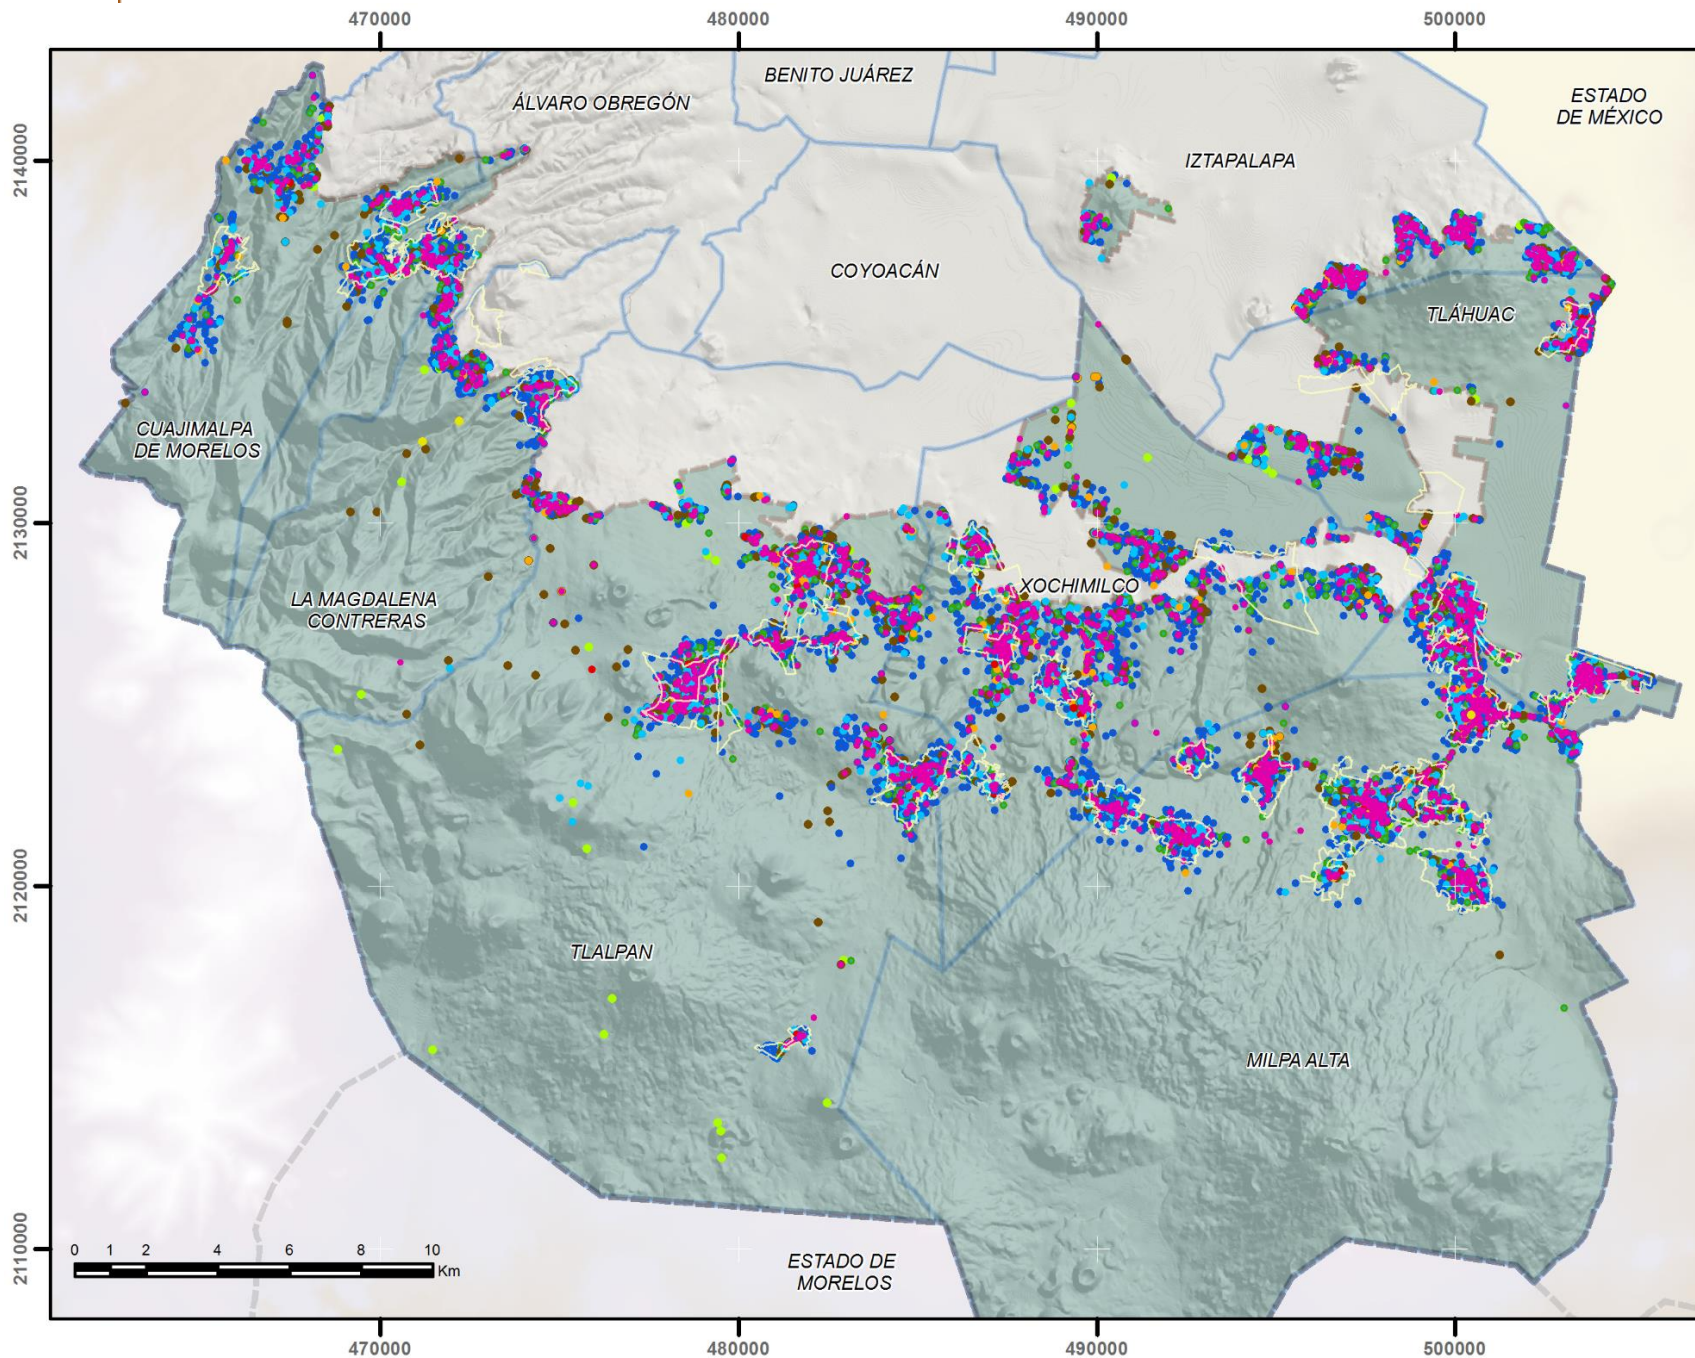 470000
480000
490000
500000
BENITO JUÁREZ
ÁLVARO OBREGÓN
ESTADO
DE MÉXICO
2140000
IZTAPALAPA
COYOACÁN
TLÁHUAC
CUAJIMALPA
DE MORELOS
2130000
XOCHIMILCO
LA MAGDALENA
CONTRERAS
2120000
TLALPAN
MILPA ALTA
2110000
0 1 2 4 6 8 10
Km
ESTADO DE
MORELOS
470000
480000
490000
500000